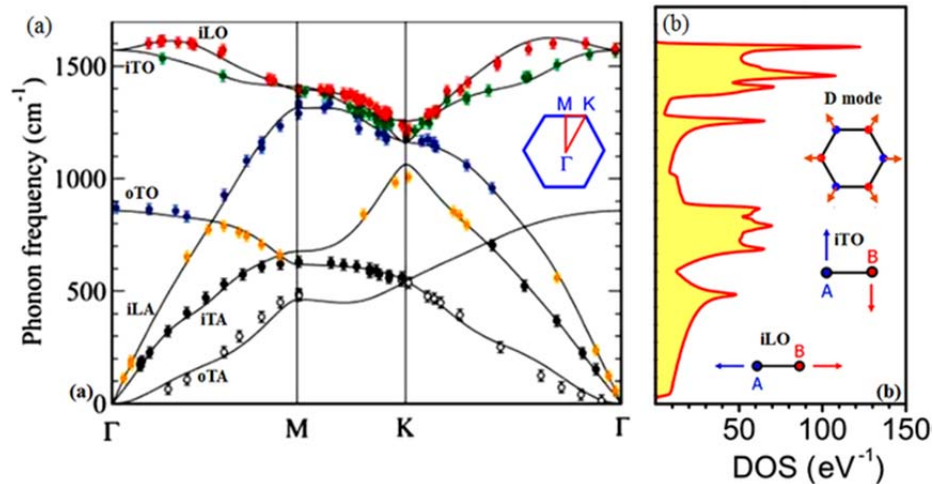 (a)
iLO
iTO
oTO
iLA
iTA
oTA
(a)
M K
Γ
Phonon frequency (cm⁻¹)
1500
1000
500
0
Γ M K Γ
(b)
D mode
iTO
A
B
iLO
A
B
(b)
50 100 150
DOS (eV⁻¹)